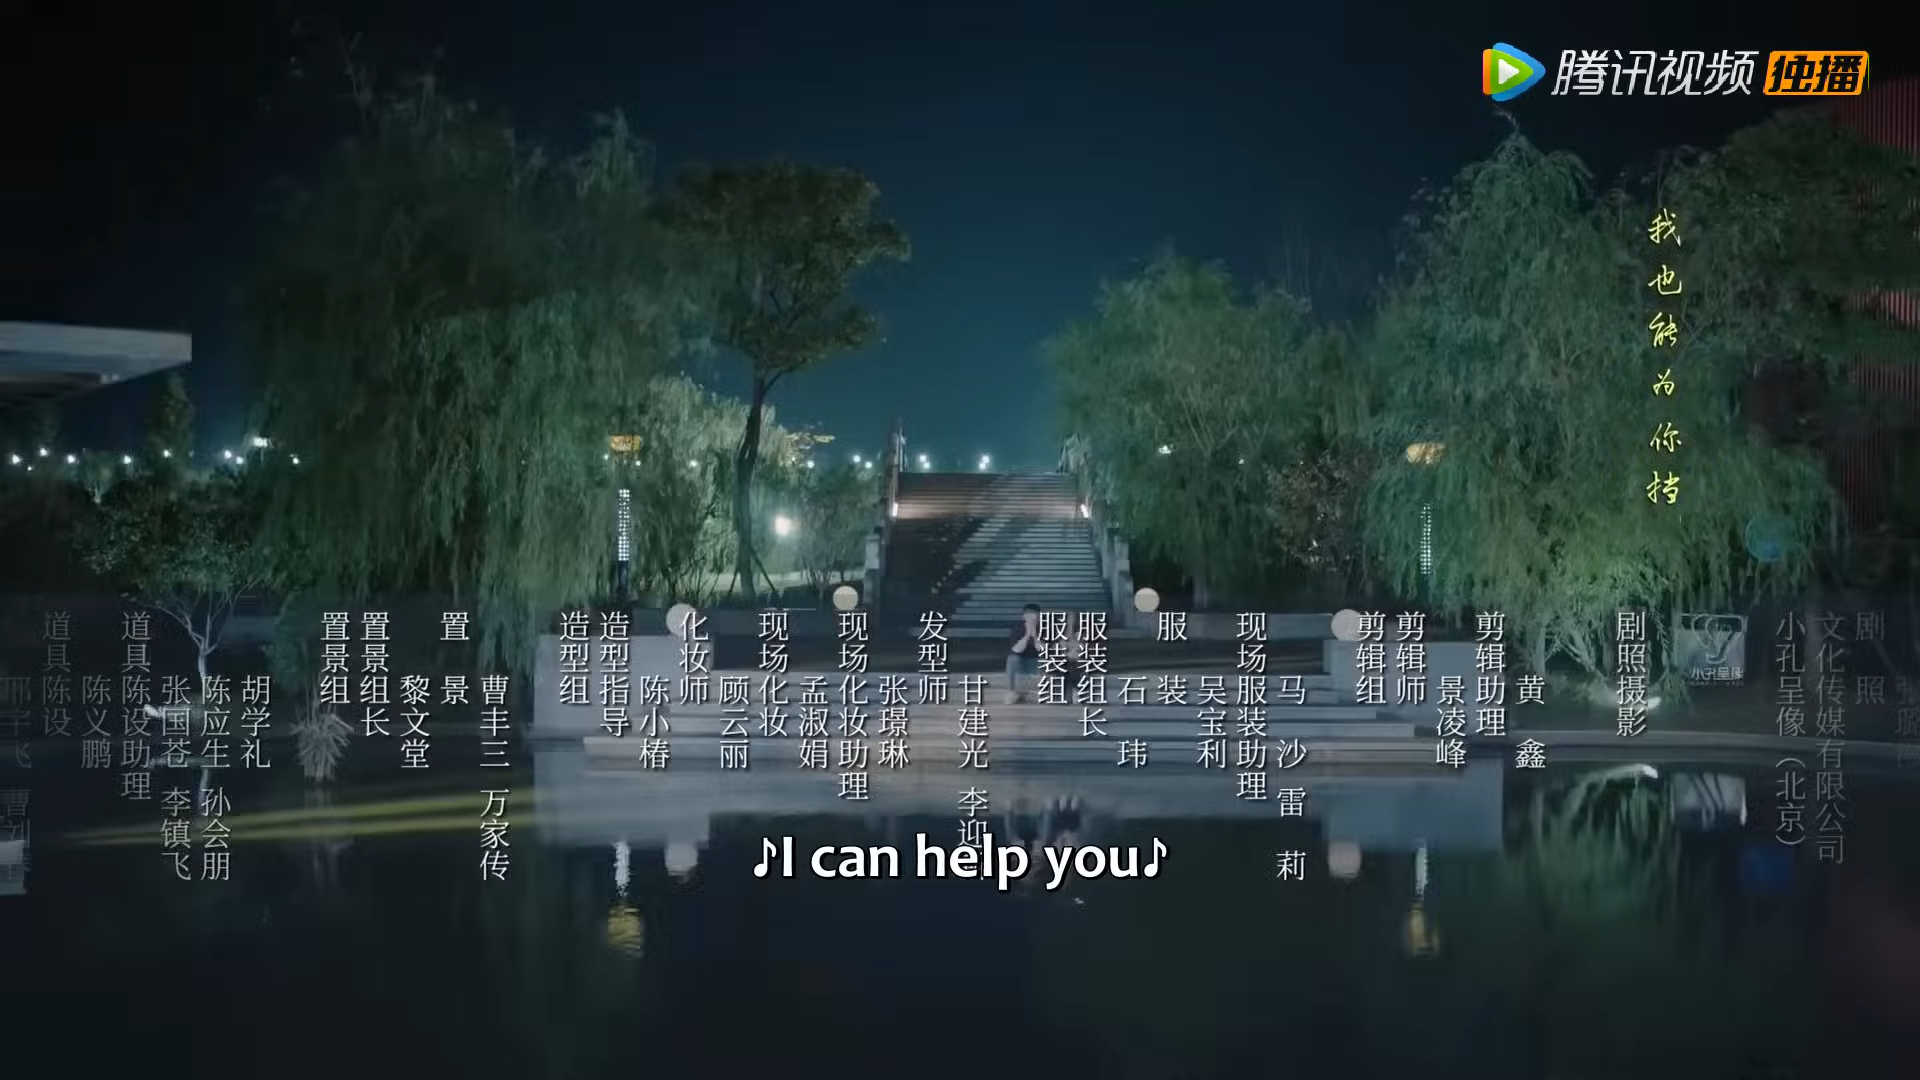 腾讯视频 独播
我也能为你挡
道具陈设
陈义鹏
道具陈设助理
张国苍 李镇飞
陈应生 孙会朋
胡学礼
置景组
置景组长
黎文堂
置景
曹丰三 万家传
造型组
造型指导
陈小椿
化妆师
顾云丽
现场化妆
孟淑娟
现场化妆助理
张璟琳
发型师
甘建光 李迎
服装组
服装组长
石玮
服装
吴宝利
现场服装助理
马沙雷莉
剪辑组
剪辑师
景凌峰
剪辑助理
黄鑫
剧照摄影
小孔呈像
小孔呈像（北京）
文化传媒有限公司
剧照
♪I can help you♪